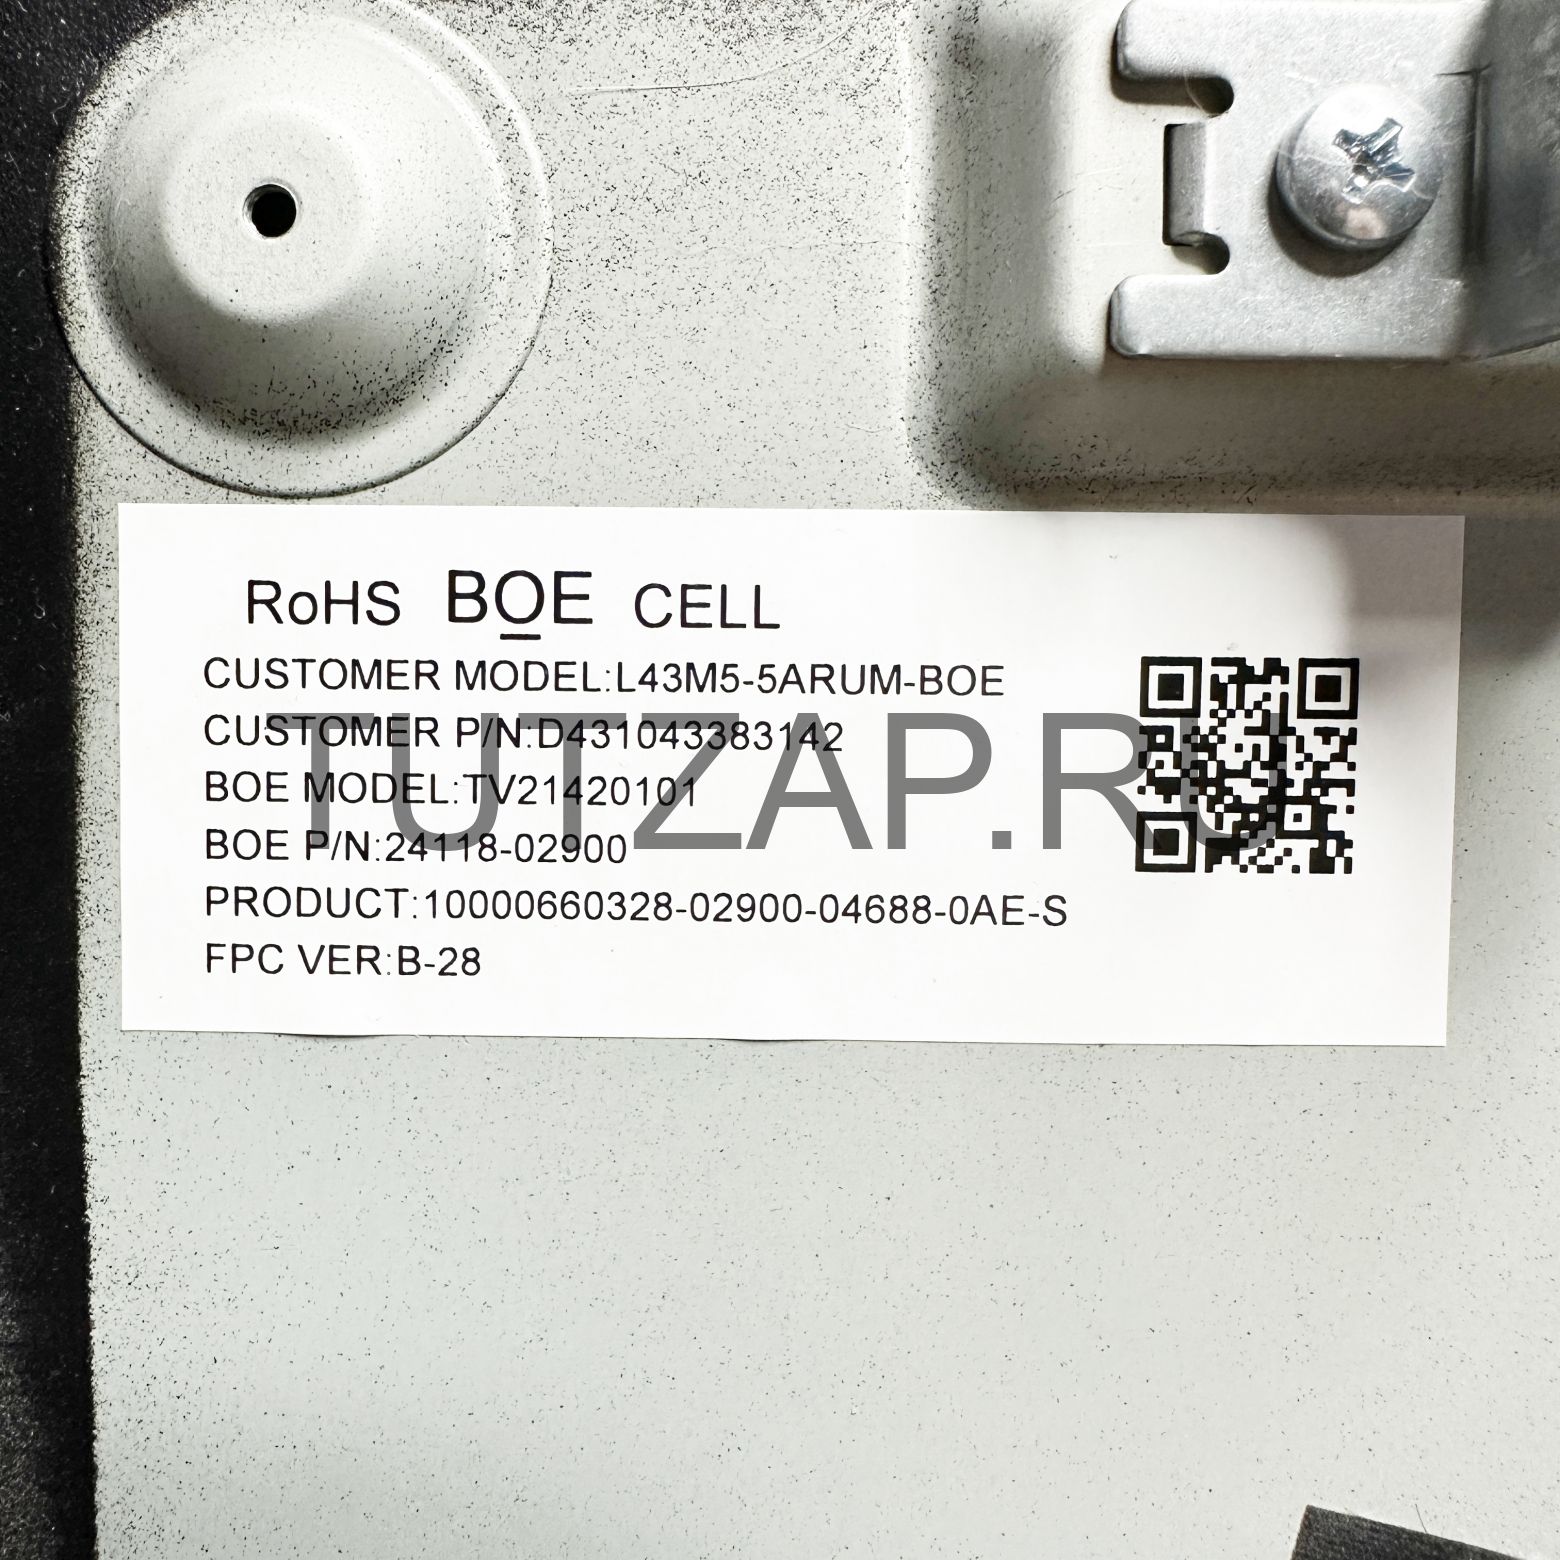 RoHS BOE CELL
CUSTOMER MODEL:L43M5-5ARUM-BOE
CUSTOMER P/N:D431043383142
BOE MODEL:TV21420101
BOE P/N:24118-02900
PRODUCT:10000660328-02900-04688-0AE-S
FPC VER:B-28
TUTZAP.RU